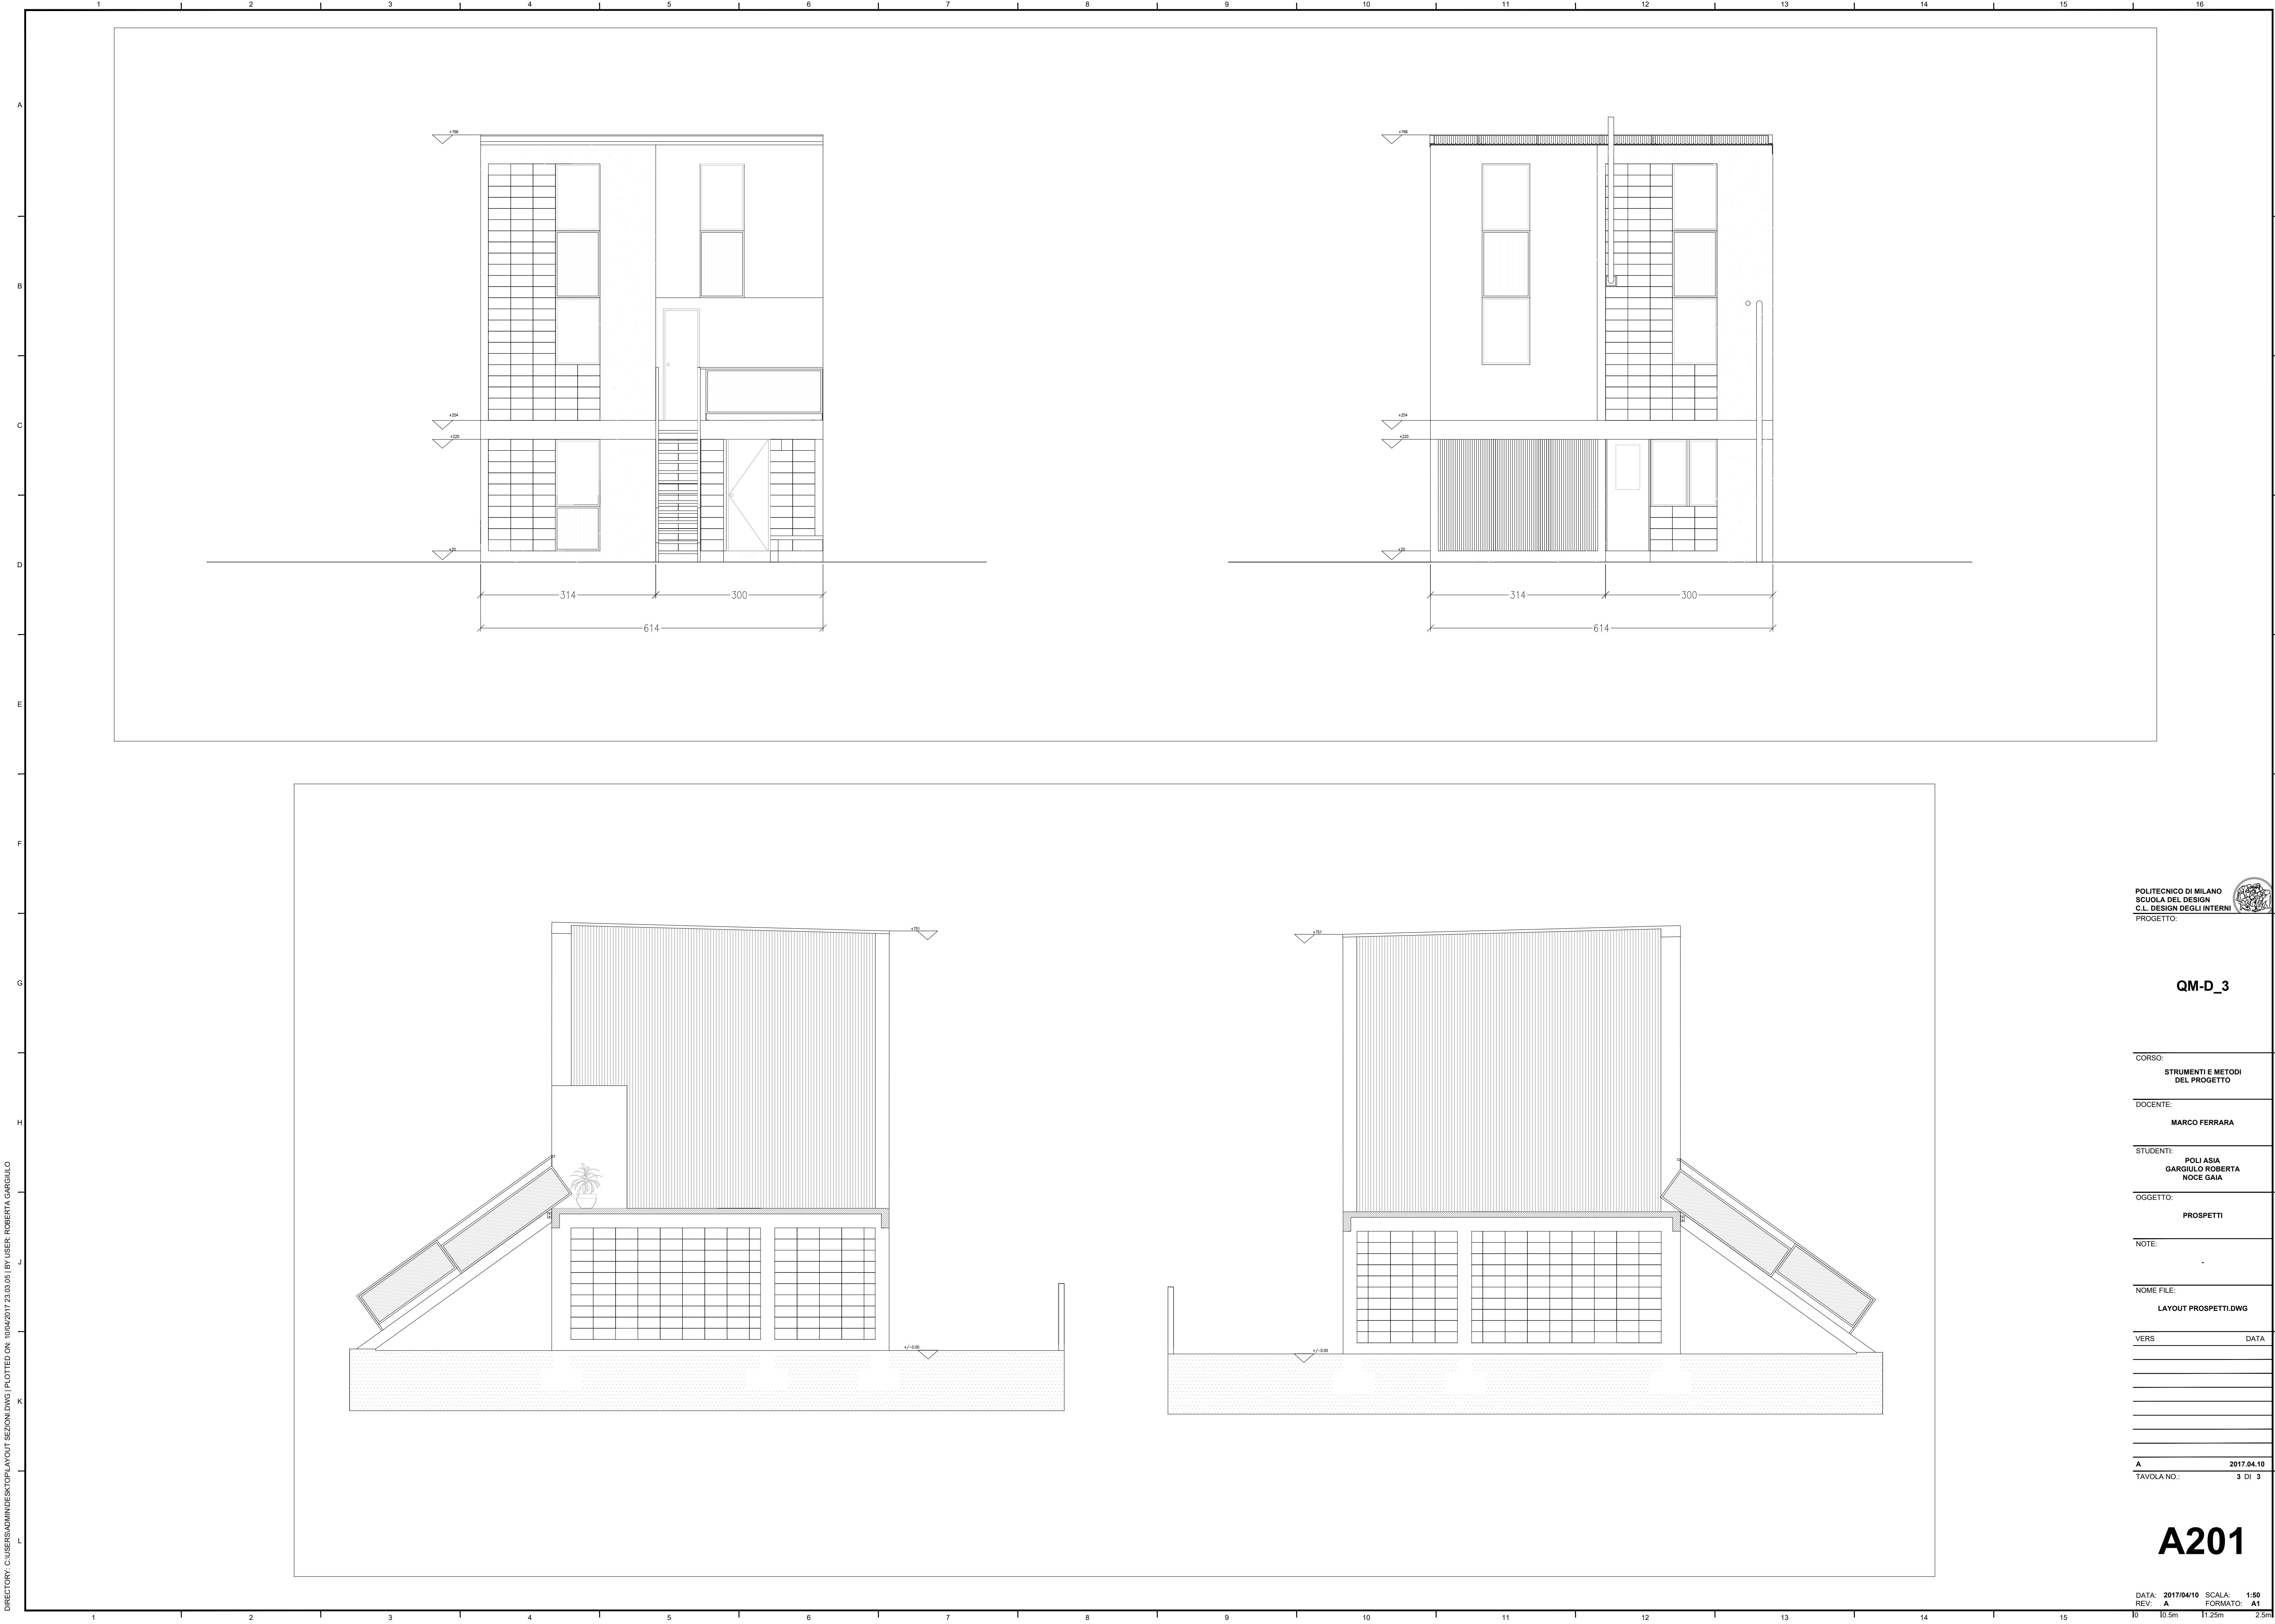 1 2 3 4 5 6 7 8 9 10 11 12 13 14 15 16
A
B
C
D
E
F
G
H
J
K
L
+766
+254
+220
+20
314
300
614
+766
+254
+220
+20
314
300
614
+751
+/-0.00
+751
+/-0.00
POLITECNICO DI MILANO
SCUOLA DEL DESIGN
C.L. DESIGN DEGLI INTERNI
PROGETTO:
QM-D_3
CORSO:
STRUMENTI E METODI
DEL PROGETTO
DOCENTE:
MARCO FERRARA
STUDENTI:
POLI ASIA
GARGIULO ROBERTA
NOCE GAIA
OGGETTO:
PROSPETTI
NOTE:
-
NOME FILE:
LAYOUT PROSPETTI.DWG
VERS DATA
A 2017.04.10
TAVOLA NO.: 3 DI 3
A201
DATA: 2017/04/10 SCALA: 1:50
REV: A FORMATO: A1
0 0.5m 1.25m 2.5m
1 2 3 4 5 6 7 8 9 10 11 12 13 14 15
DIRECTORY: C:\USERS\ADMIN\DESKTOP\LAYOUT SEZIONI.DWG | PLOTTED ON: 10/04/2017 23.03.05 | BY USER: ROBERTA GARGIULO